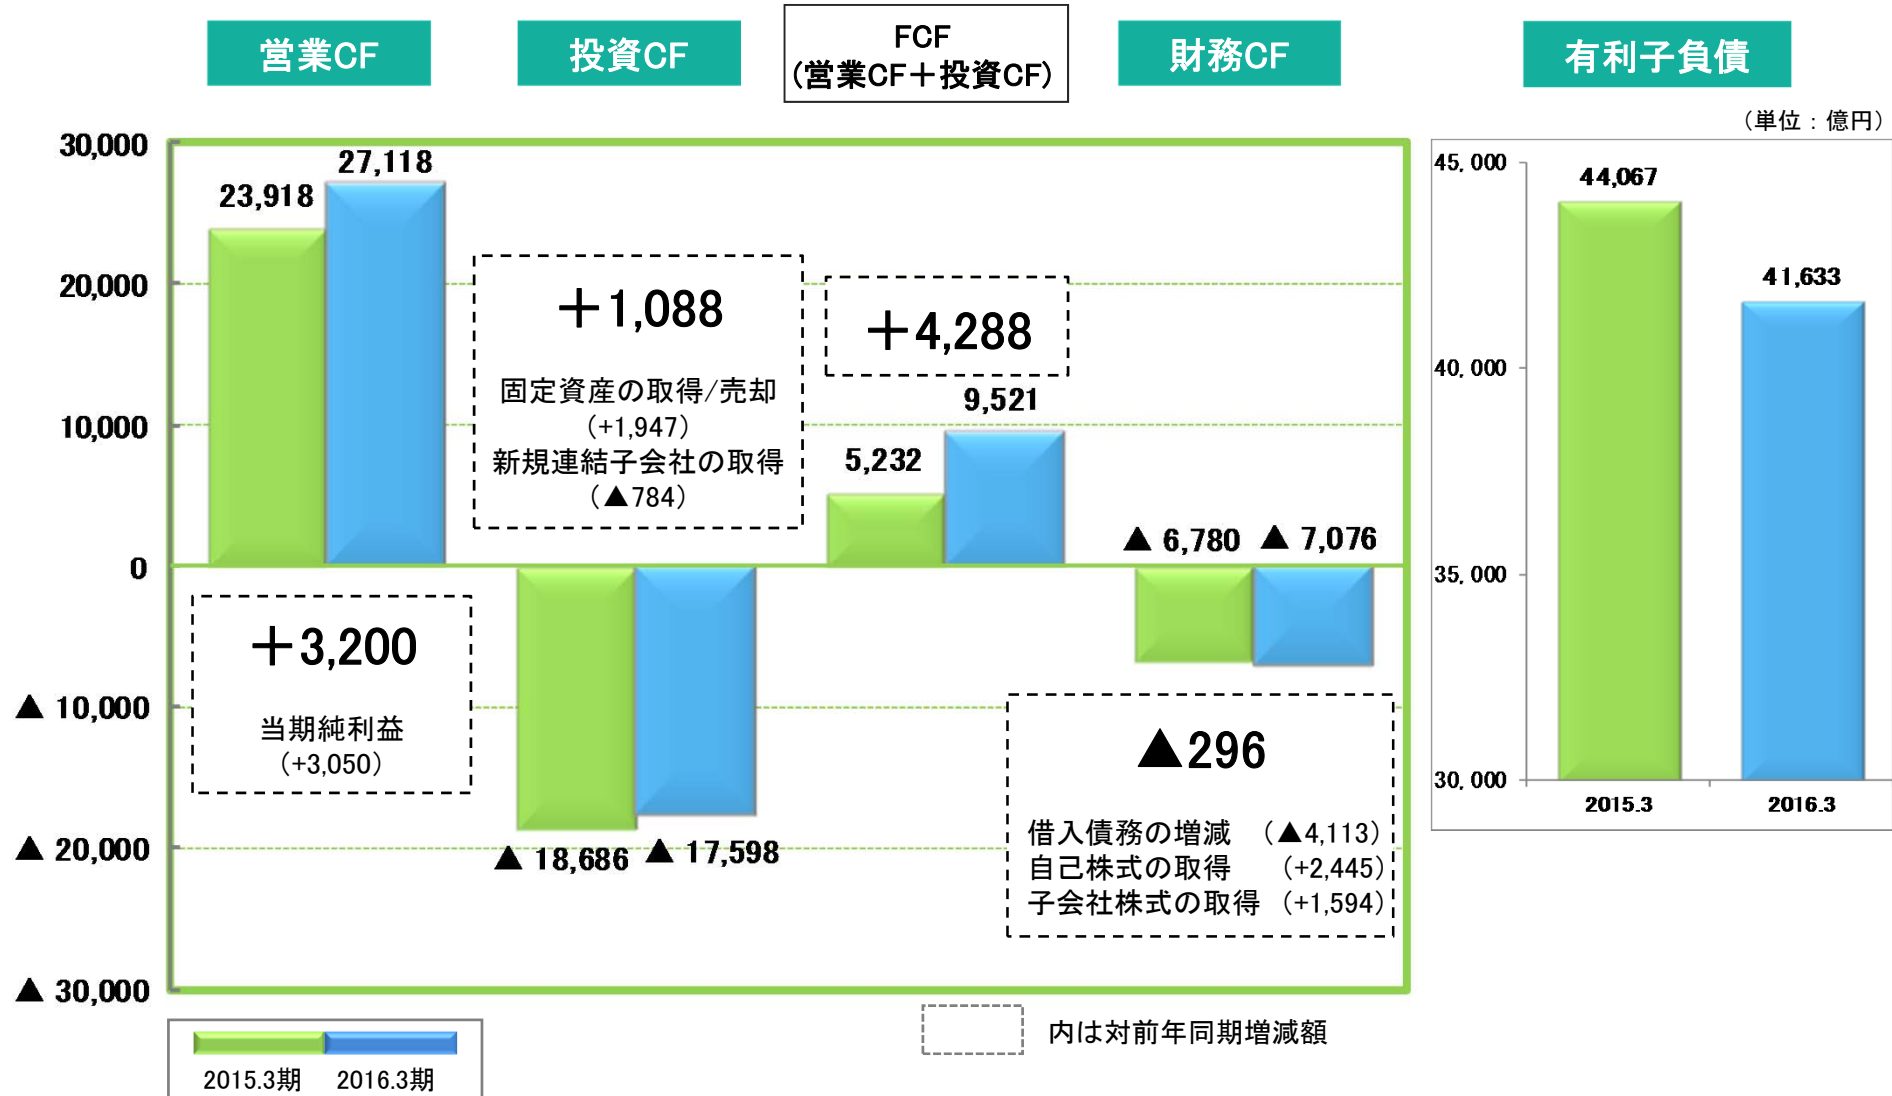 営業CF
投資CF
FCF
(営業CF＋投資CF)
財務CF
有利子負債
（単位：億円）
30,000
20,000
10,000
0
▲ 10,000
▲ 20,000
▲ 30,000
23,918
27,118
＋3,200
当期純利益
(+3,050)
＋1,088
固定資産の取得/売却
(+1,947)
新規連結子会社の取得
(▲784)
▲ 18,686
▲ 17,598
＋4,288
5,232
9,521
▲ 6,780
▲ 7,076
▲296
借入債務の増減 (▲4,113)
自己株式の取得 (+2,445)
子会社株式の取得 (+1,594)
45,000
40,000
35,000
30,000
44,067
41,633
2015.3
2016.3
2015.3期
2016.3期
内は対前年同期増減額